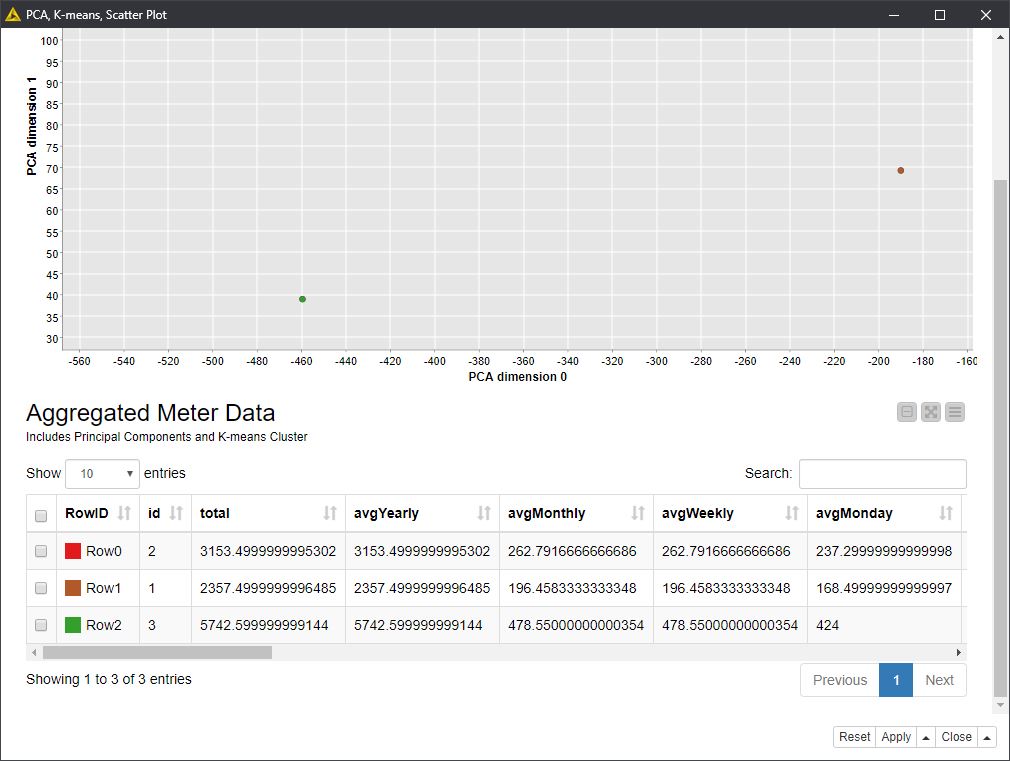 PCA, K-means, Scatter Plot
100
95
90
85
80
75
70
65
60
55
50
45
40
35
30
PCA dimension 1
-560 -540 -520 -500 -480 -460 -440 -420 -400 -380 -360 -340 -320 -300 -280 -260 -240 -220 -200 -180 -160
PCA dimension 0
Aggregated Meter Data
Includes Principal Components and K-means Cluster
Show 10 entries Search:
RowID id total avgYearly avgMonthly avgWeekly avgMonday
Row0 2 3153.4999999995302 3153.4999999995302 262.7916666666686 262.7916666666686 237.29999999999998
Row1 1 2357.4999999996485 2357.4999999996485 196.4583333333348 196.4583333333348 168.49999999999997
Row2 3 5742.599999999144 5742.599999999144 478.55000000000354 478.55000000000354 424
Showing 1 to 3 of 3 entries Previous 1 Next
Reset Apply Close